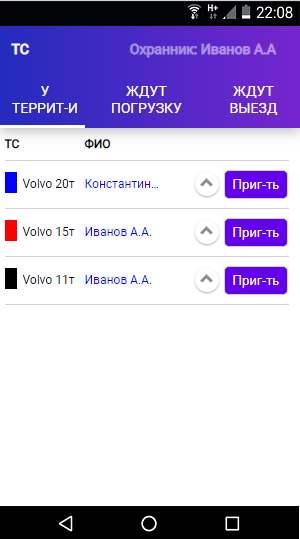 H+ 22:08
ТС Охранник: Иванов А.А
У ТЕРРИТ-И
ЖДУТ ПОГРУЗКУ
ЖДУТ ВЫЕЗД
ТС ФИО
Volvo 20т Константин... Приг-ть
Volvo 15т Иванов А.А. Приг-ть
Volvo 11т Иванов А.А. Приг-ть